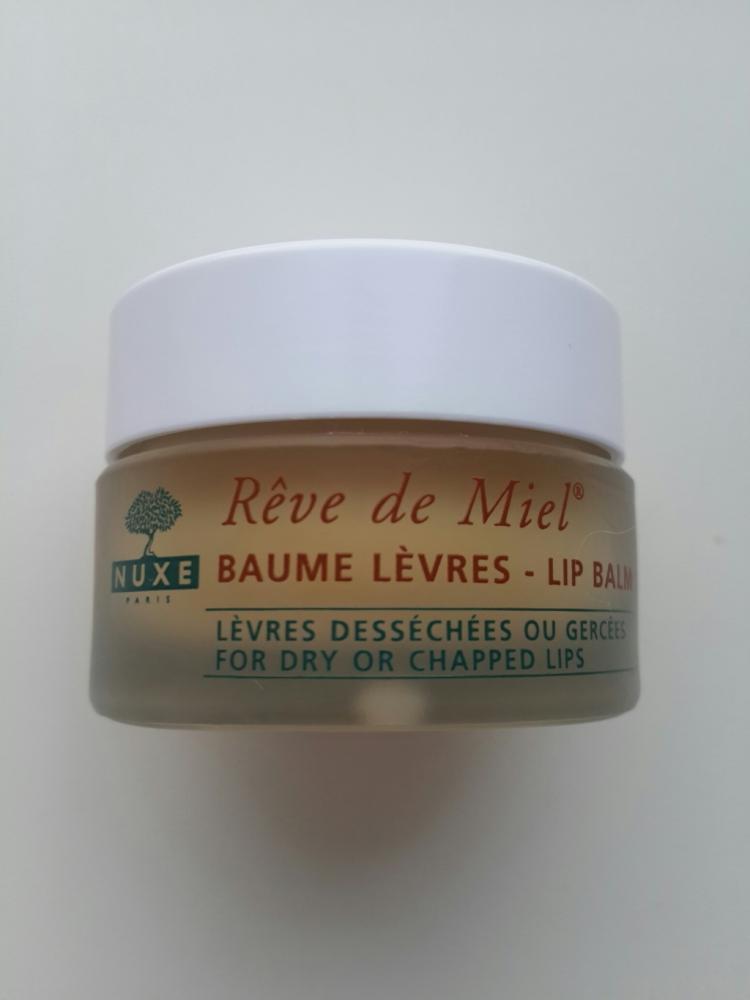 Rêve de Miel®
BAUME LÈVRES - LIP BALM
NUXE
PARIS
LÈVRES DESSÉCHÉES OU GERCÉES
FOR DRY OR CHAPPED LIPS